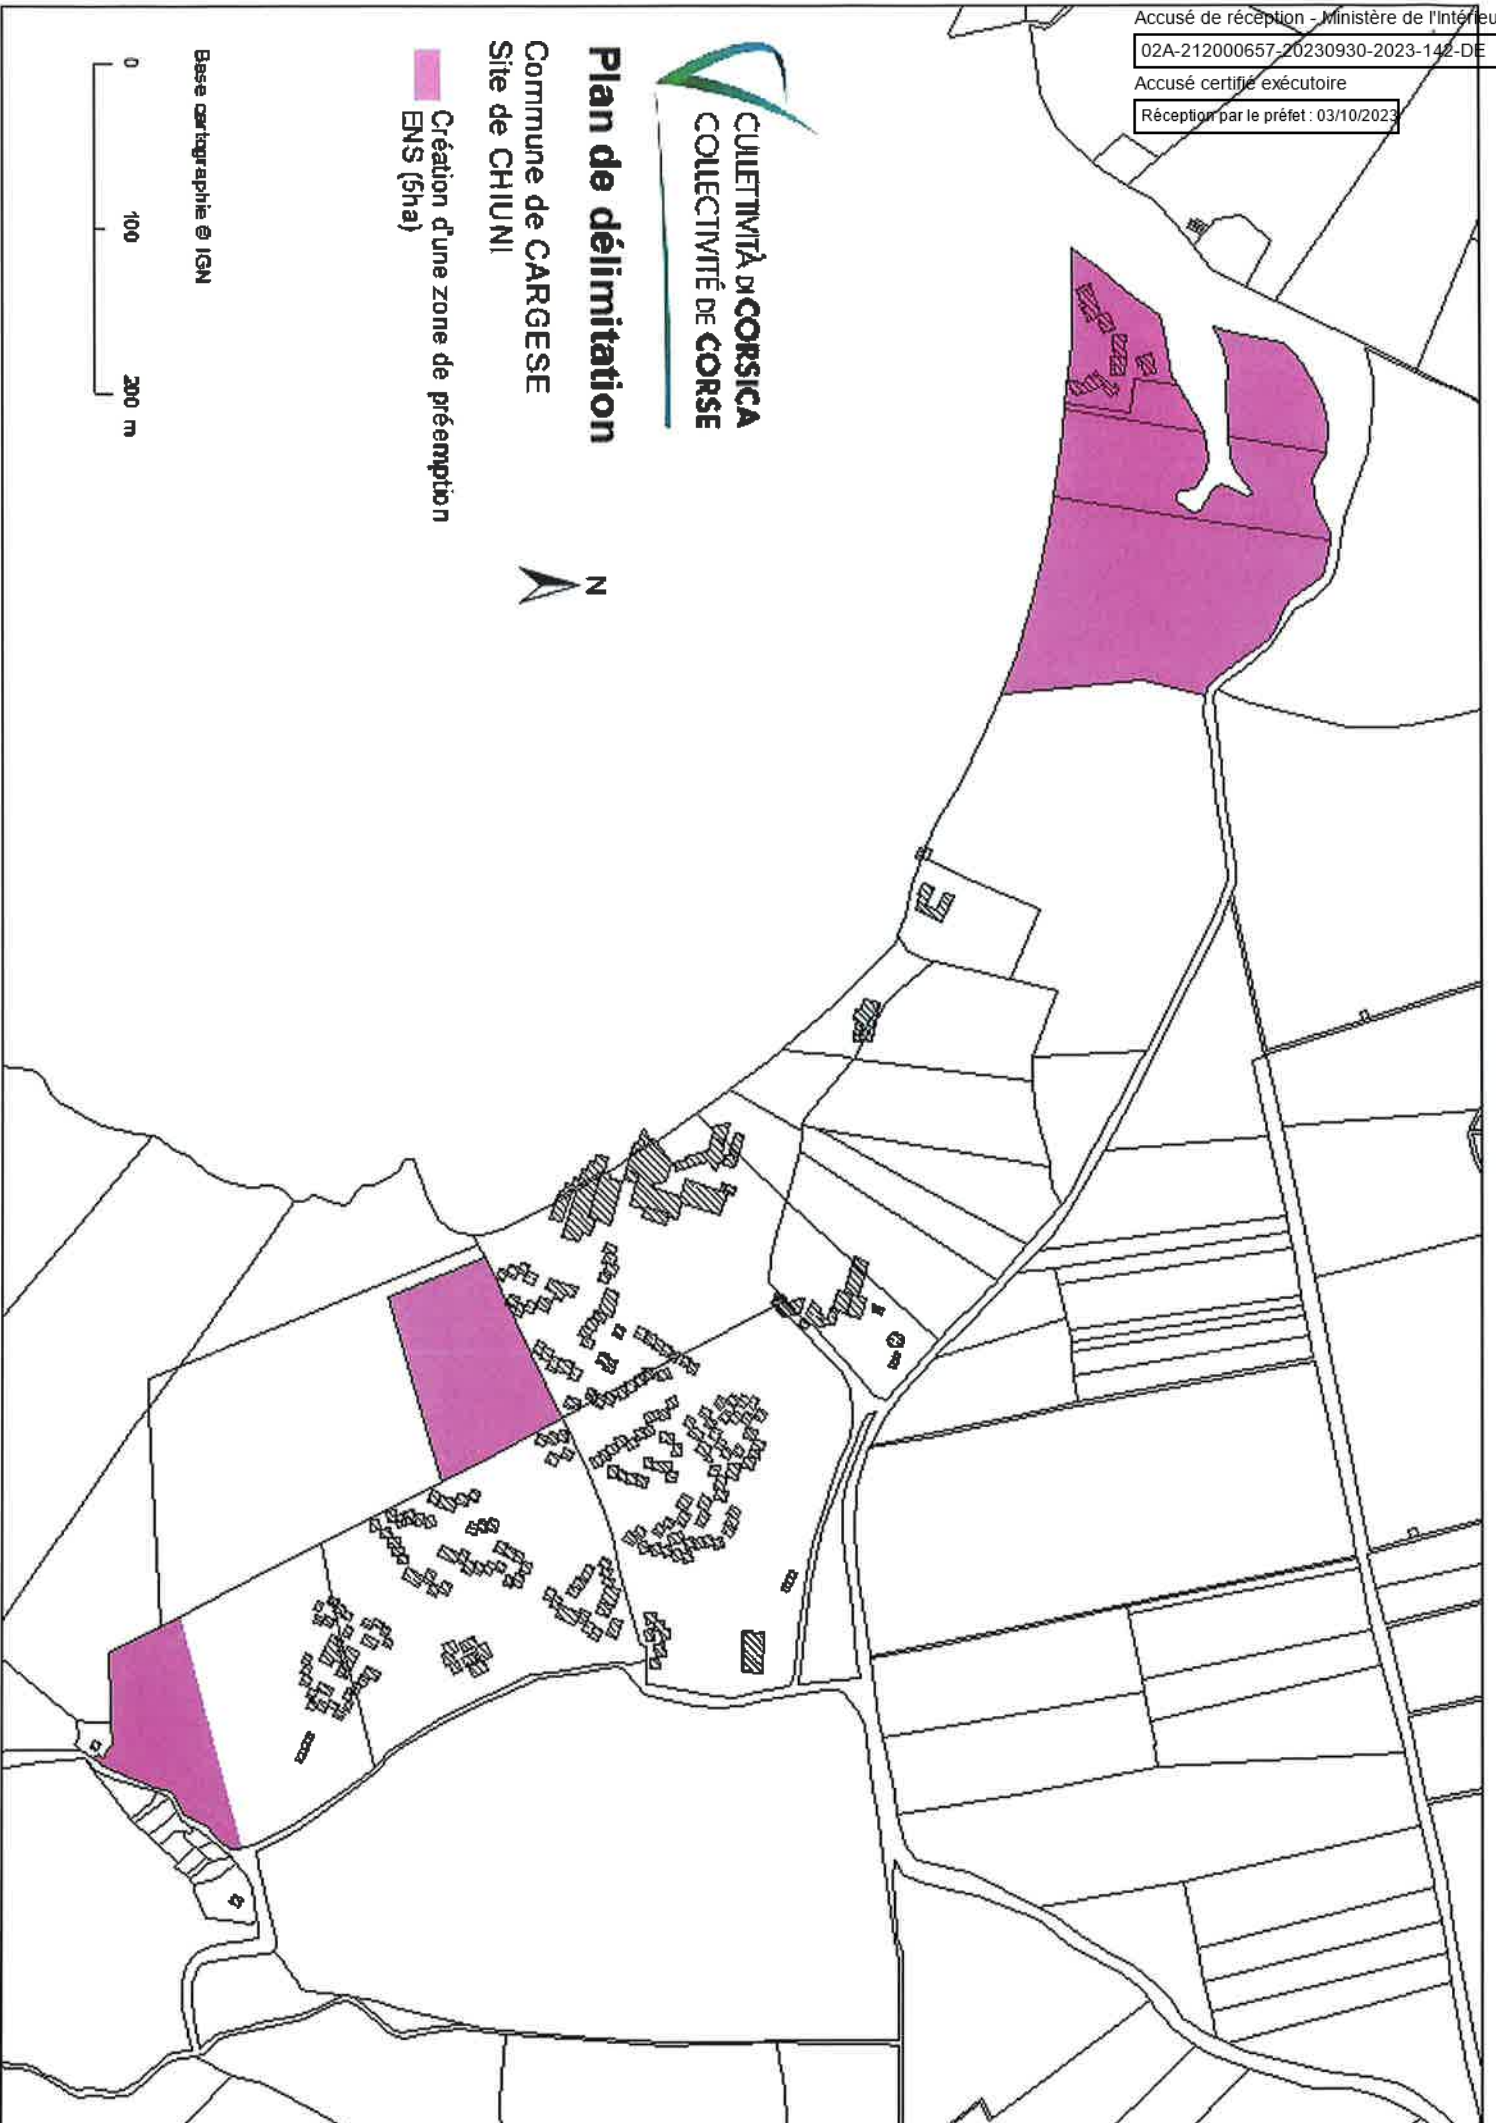 Accusé de réception - Ministère de l'Intérieu
02A-212000657-20230930-2023-142-DE
Accusé certifié exécutoire
Réception par le préfet : 03/10/2023
CULLETTIVITÀ DI CORSICA
COLLECTIVITÉ DE CORSE
Plan de délimitation
Commune de CARGESE
Site de CHIUNI
Création d'une zone de préemption
ENS (5ha)
N
Base cartographie © IGN
0 100 200 m